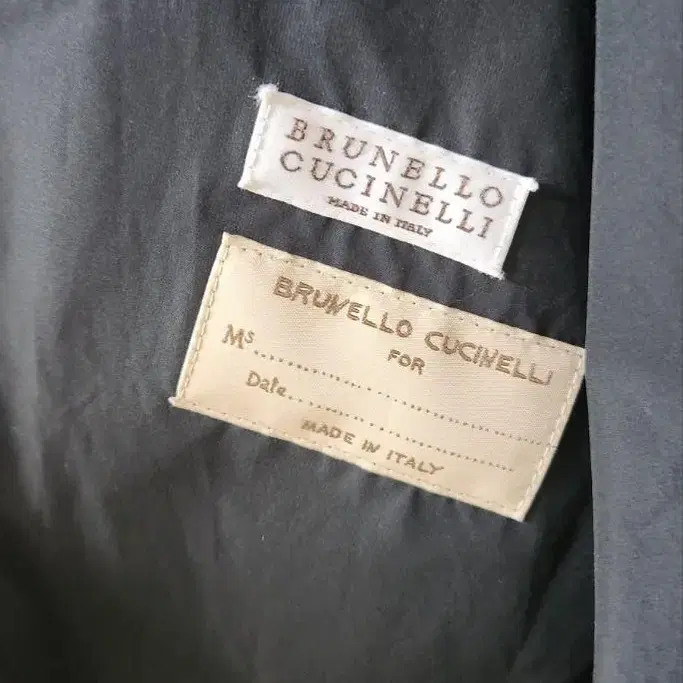 BRUNELLO
CUCINELLI
MADE IN ITALY
BRUNELLO CUCINELLI
FOR
Ms....................................................
Date..........................................
MADE IN ITALY